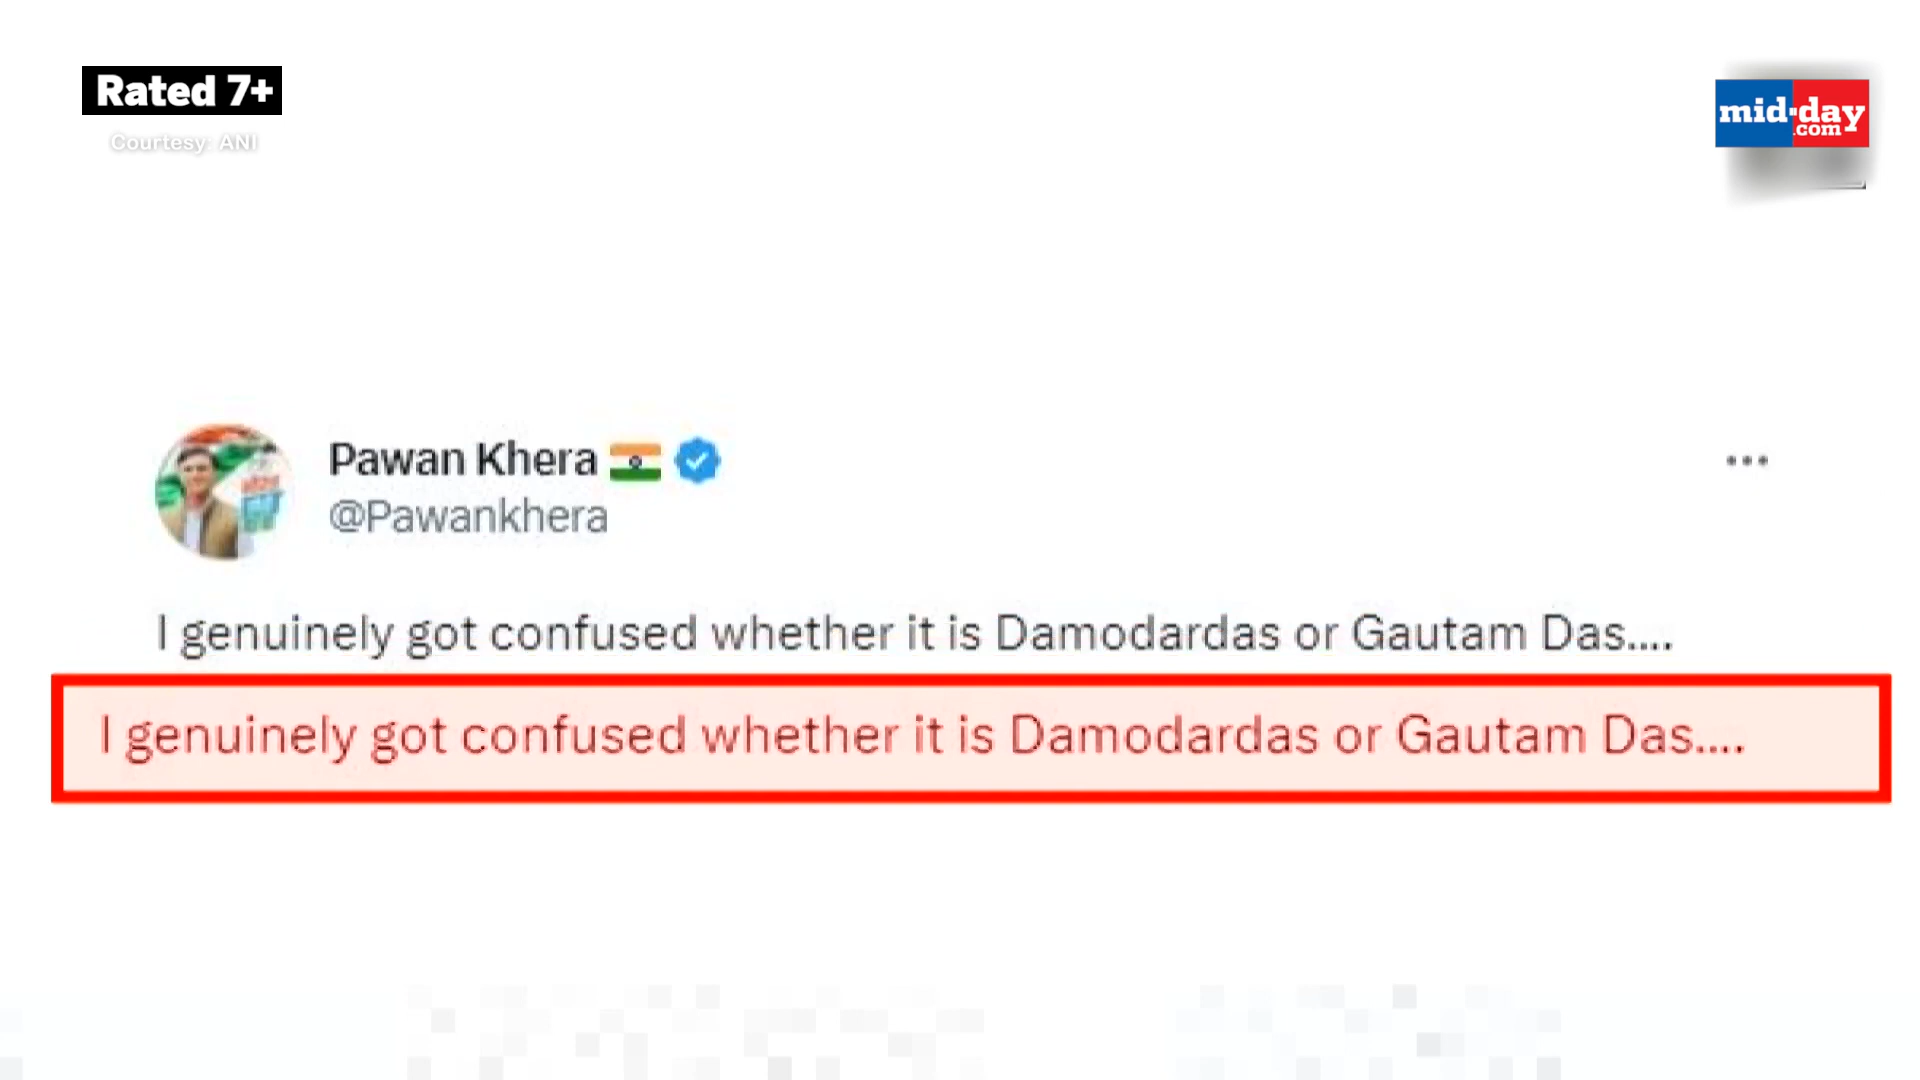 Rated 7+
Courtesy: ANI
mid-day
.com
Pawan Khera
@Pawankhera
I genuinely got confused whether it is Damodardas or Gautam Das....
I genuinely got confused whether it is Damodardas or Gautam Das....